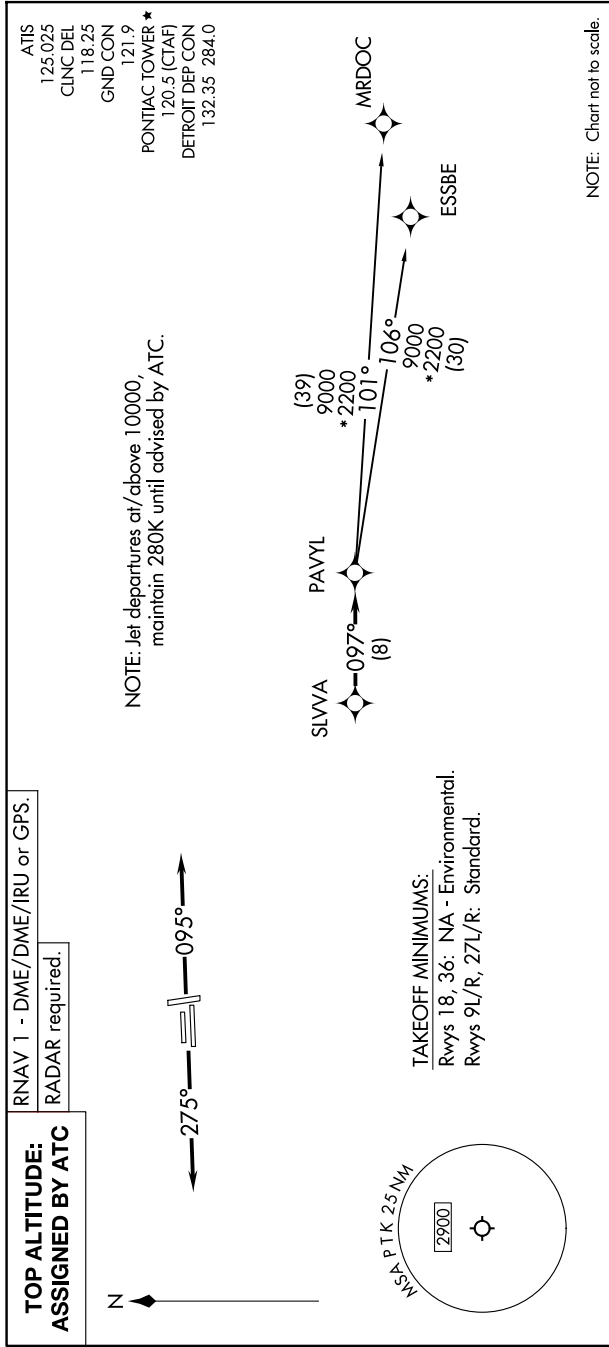 TOP ALTITUDE:
ASSIGNED BY ATC
RNAV 1 - DME/DME/IRU or GPS.
RADAR required.
ATIS
125.025
CLNC DEL
118.25
GND CON
121.9
PONTIAC TOWER ★
120.5 (CTAF)
DETROIT DEP CON
132.35 284.0
N
275°
095°
NOTE: Jet departures at/above 10000,
maintain 280K until advised by ATC.
SLVVA
097°
(8)
PAVYL
(39)
9000
*2200
101°
106°
9000
*2200
(30)
MRDOC
ESSBE
MSA PTK 25 NM
2900
TAKEOFF MINIMUMS:
Rwys 18, 36: NA - Environmental.
Rwys 9L/R, 27L/R: Standard.
NOTE: Chart not to scale.